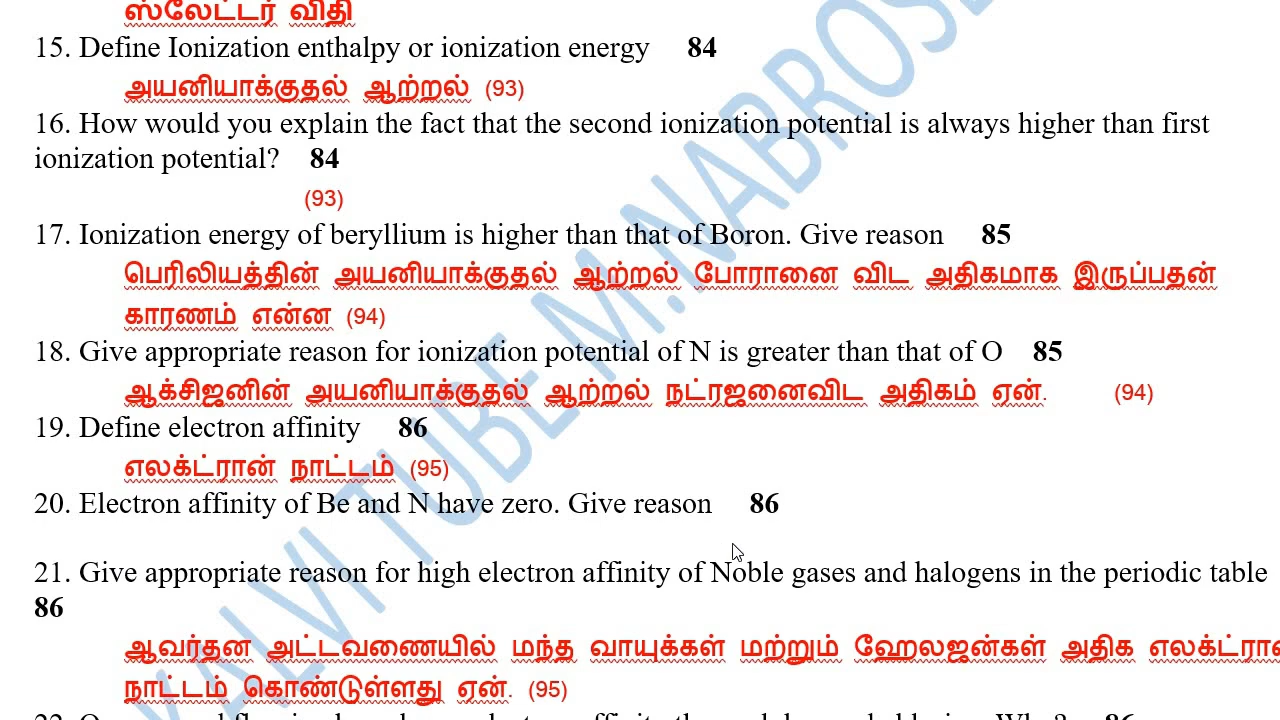 ஸ்லேட்டர் விதி
15. Define Ionization enthalpy or ionization energy 84
அயனியாக்குதல் ஆற்றல் (93)
16. How would you explain the fact that the second ionization potential is always higher than first
ionization potential? 84
(93)
17. Ionization energy of beryllium is higher than that of Boron. Give reason 85
பெரிலியத்தின் அயனியாக்குதல் ஆற்றல் போரானை விட அதிகமாக இருப்பதன்
காரணம் என்ன (94)
18. Give appropriate reason for ionization potential of N is greater than that of O 85
ஆக்சிஜனின் அயனியாக்குதல் ஆற்றல் நட்ரஜனைவிட அதிகம் ஏன். (94)
19. Define electron affinity 86
எலக்ட்ரான் நாட்டம் (95)
20. Electron affinity of Be and N have zero. Give reason 86
21. Give appropriate reason for high electron affinity of Noble gases and halogens in the periodic table
86
ஆவர்தன அட்டவணையில் மந்த வாயுக்கள் மற்றும் ஹேலஜன்கள் அதிக
நாட்டம் கொண்டுள்ளது ஏன். (95)
KALVI TUBE M.NABROSE